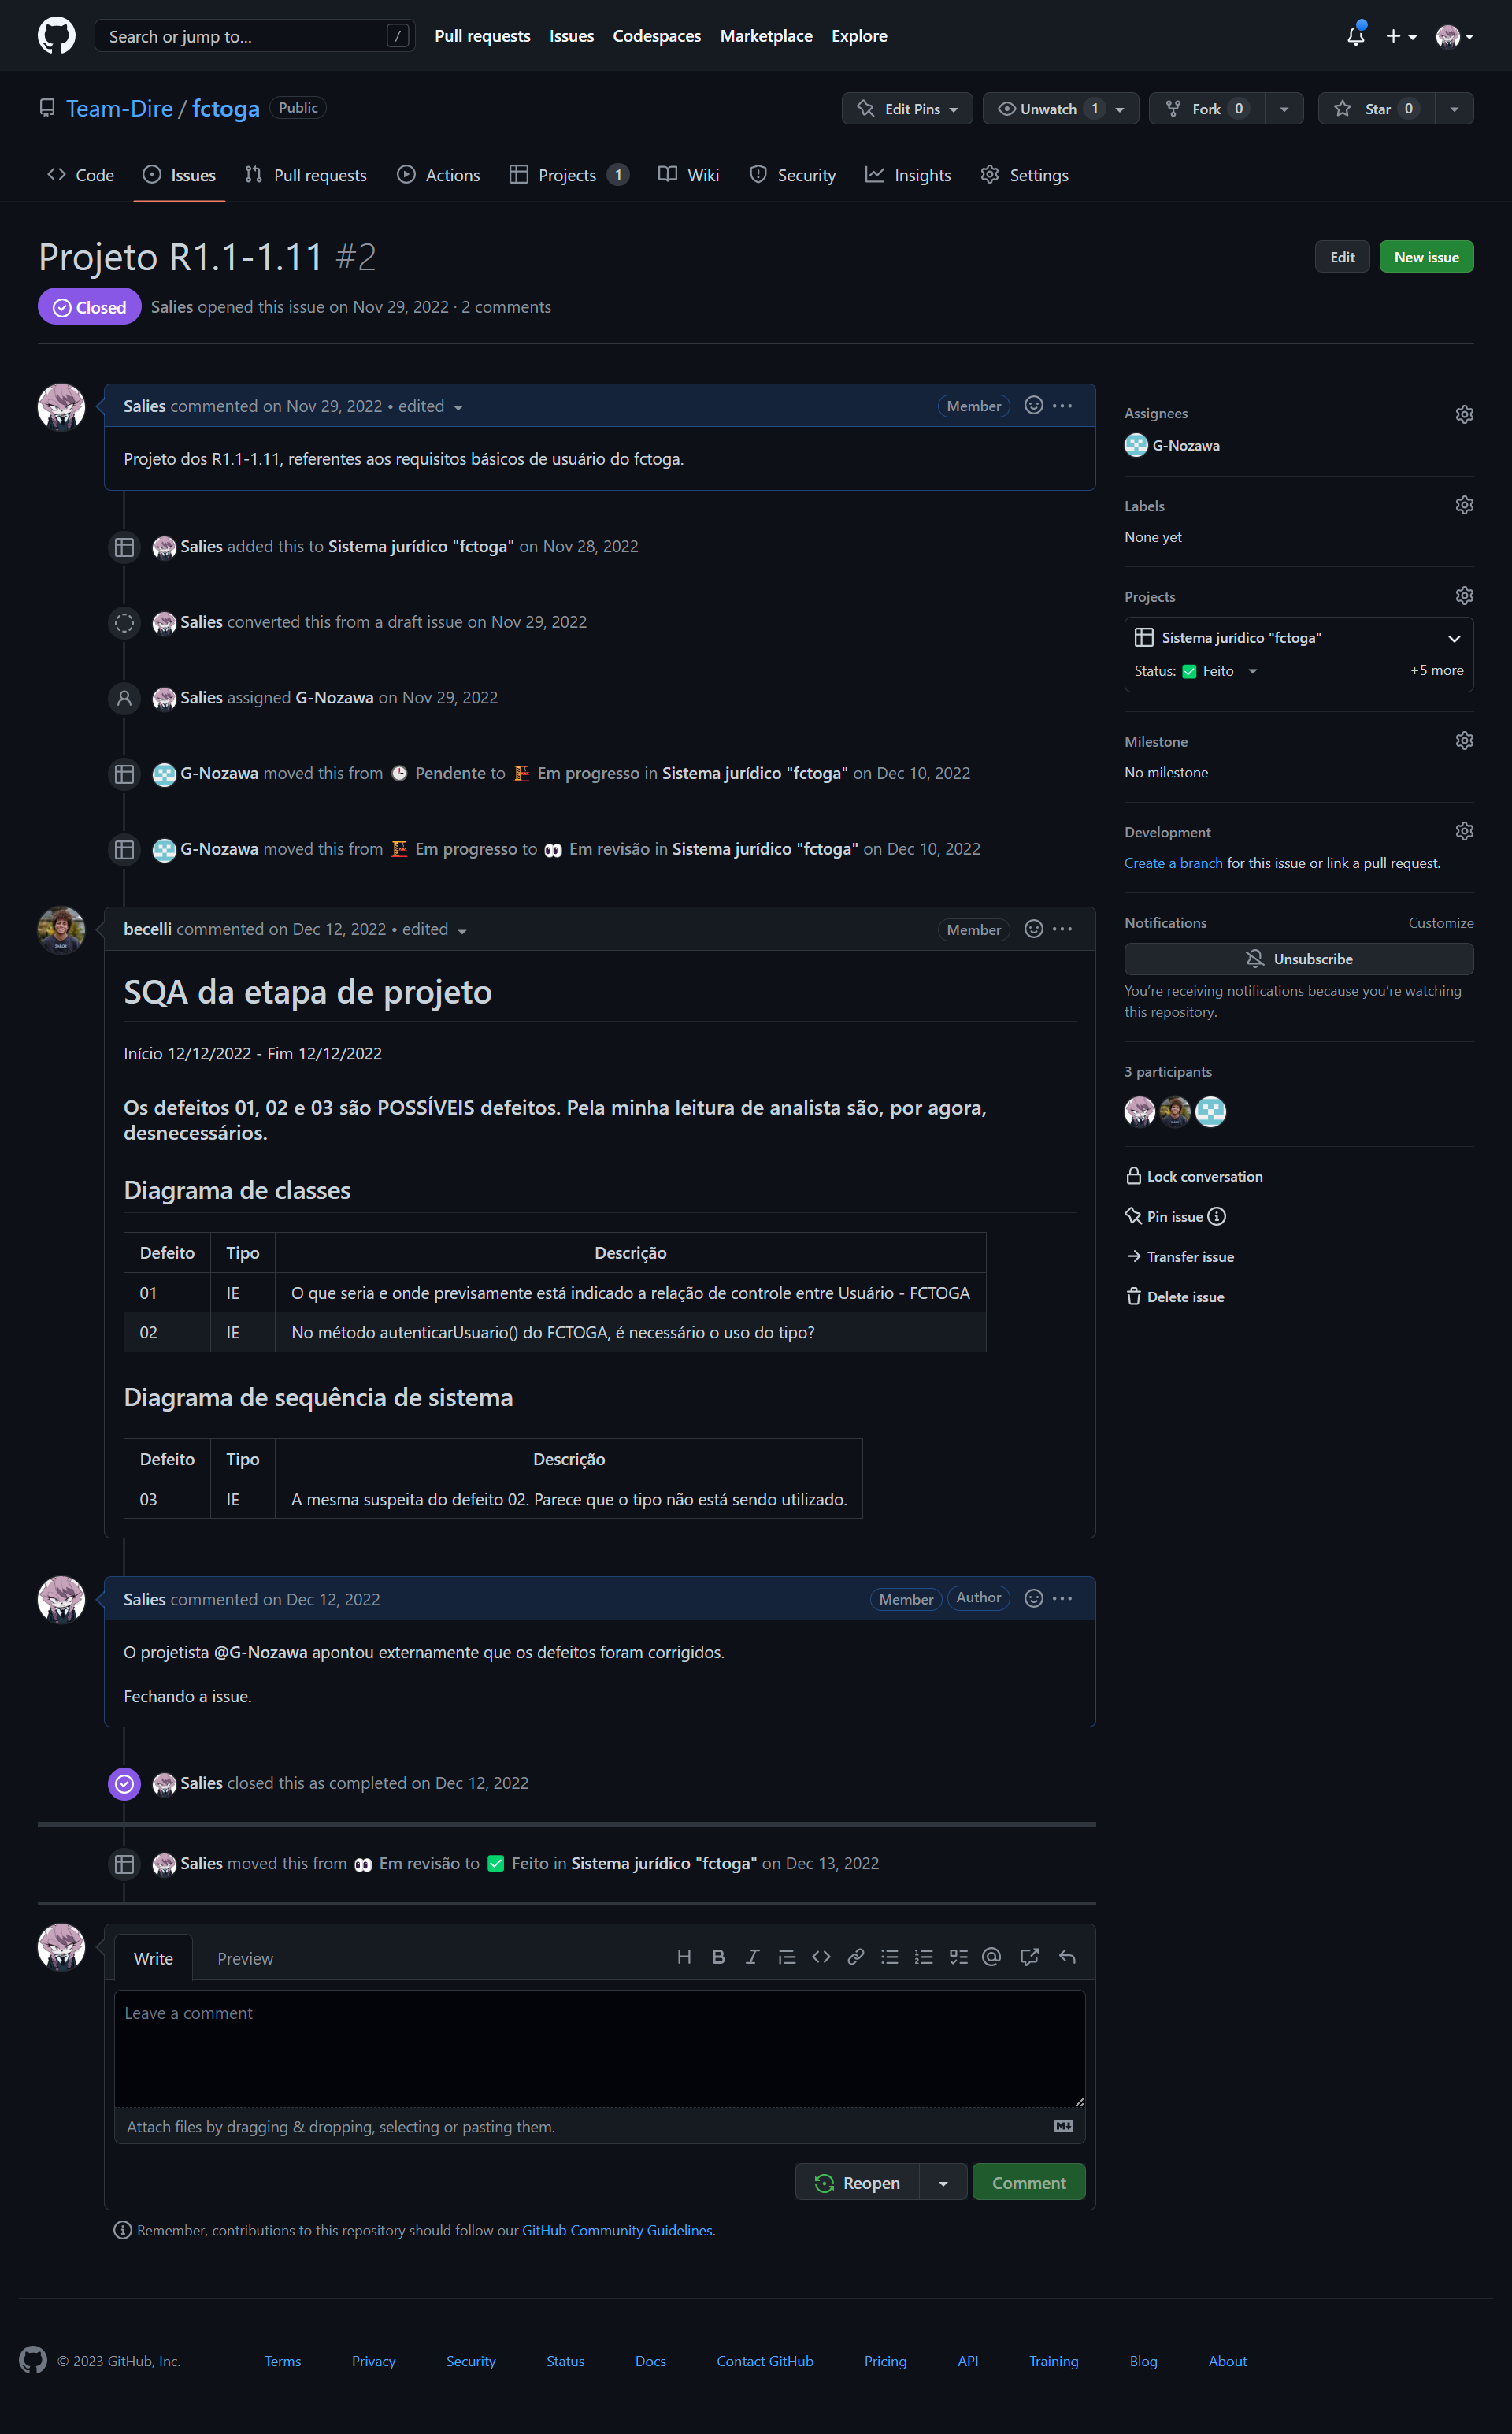 Search or jump to... /
Pull requests Issues Codespaces Marketplace Explore
Team-Dire / fctoga Public
Edit Pins Unwatch 1 Fork 0 Star 0
Code Issues Pull requests Actions Projects 1 Wiki Security Insights Settings
Projeto R1.1-1.11 #2
Edit New issue
Closed Salies opened this issue on Nov 29, 2022 · 2 comments
Salies commented on Nov 29, 2022 • edited Member
Projeto dos R1.1-1.11, referentes aos requisitos básicos de usuário do fctoga.
Salies added this to Sistema jurídico "fctoga" on Nov 28, 2022
Salies converted this from a draft issue on Nov 29, 2022
Salies assigned G-Nozawa on Nov 29, 2022
G-Nozawa moved this from 🕒 Pendente to 🏗 Em progresso in Sistema jurídico "fctoga" on Dec 10, 2022
G-Nozawa moved this from 🏗 Em progresso to 👀 Em revisão in Sistema jurídico "fctoga" on Dec 10, 2022
becelli commented on Dec 12, 2022 • edited Member
SQA da etapa de projeto
Início 12/12/2022 - Fim 12/12/2022
Os defeitos 01, 02 e 03 são POSSÍVEIS defeitos. Pela minha leitura de analista são, por agora,
desnecessários.
Diagrama de classes
Defeito Tipo Descrição
01 IE O que seria e onde previsamente está indicado a relação de controle entre Usuário - FCTOGA
02 IE No método autenticarUsuario() do FCTOGA, é necessário o uso do tipo?
Diagrama de sequência de sistema
Defeito Tipo Descrição
03 IE A mesma suspeita do defeito 02. Parece que o tipo não está sendo utilizado.
Salies commented on Dec 12, 2022 Member Author
O projetista @G-Nozawa apontou externamente que os defeitos foram corrigidos.
Fechando a issue.
Salies closed this as completed on Dec 12, 2022
Salies moved this from 👀 Em revisão to ✅ Feito in Sistema jurídico "fctoga" on Dec 13, 2022
Write Preview
Leave a comment
Attach files by dragging & dropping, selecting or pasting them.
Reopen Comment
Remember, contributions to this repository should follow our GitHub Community Guidelines.
Assignees
G-Nozawa
Labels
None yet
Projects
Sistema jurídico "fctoga"
Status: ✅ Feito +5 more
Milestone
No milestone
Development
Create a branch for this issue or link a pull request.
Notifications Customize
Unsubscribe
You're receiving notifications because you're watching
this repository.
3 participants
Lock conversation
Pin issue
Transfer issue
Delete issue
© 2023 GitHub, Inc. Terms Privacy Security Status Docs Contact GitHub Pricing API Training Blog About